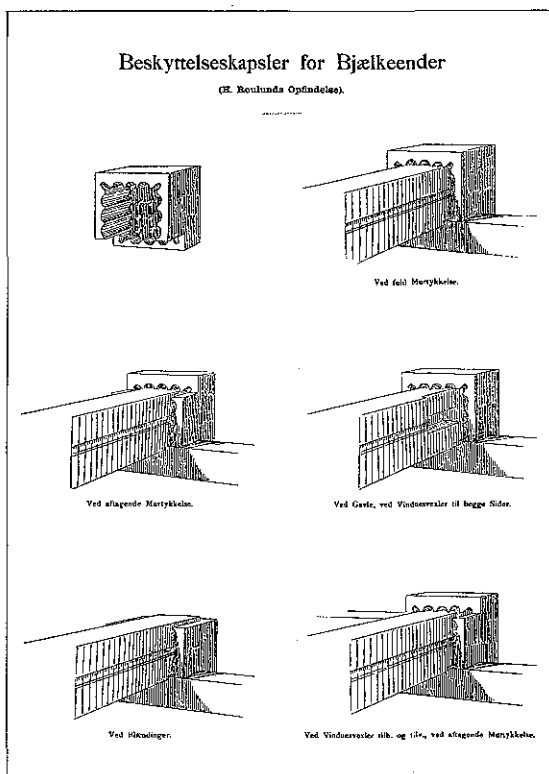 Beskyttelseskapsler for Bjælkeender
(H. Roulunds Opfindelse).
Ved fuld Murtykkelse.
Ved aftagende Murtykkelse.
Ved Gavle, ved Vinduesvexler til begge Sider.
Ved Blændinger.
Ved Vinduesvexler tilh. og tilv., ved aftagende Murtykkelse.